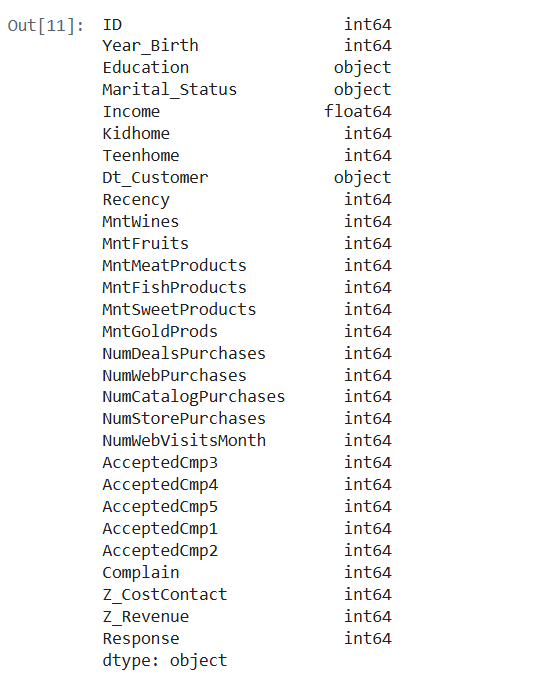 Out[11]: ID int64
Year_Birth int64
Education object
Marital_Status object
Income float64
Kidhome int64
Teenhome int64
Dt_Customer object
Recency int64
MntWines int64
MntFruits int64
MntMeatProducts int64
MntFishProducts int64
MntSweetProducts int64
MntGoldProds int64
NumDealsPurchases int64
NumWebPurchases int64
NumCatalogPurchases int64
NumStorePurchases int64
NumWebVisitsMonth int64
AcceptedCmp3 int64
AcceptedCmp4 int64
AcceptedCmp5 int64
AcceptedCmp1 int64
AcceptedCmp2 int64
Complain int64
Z_CostContact int64
Z_Revenue int64
Response int64
dtype: object